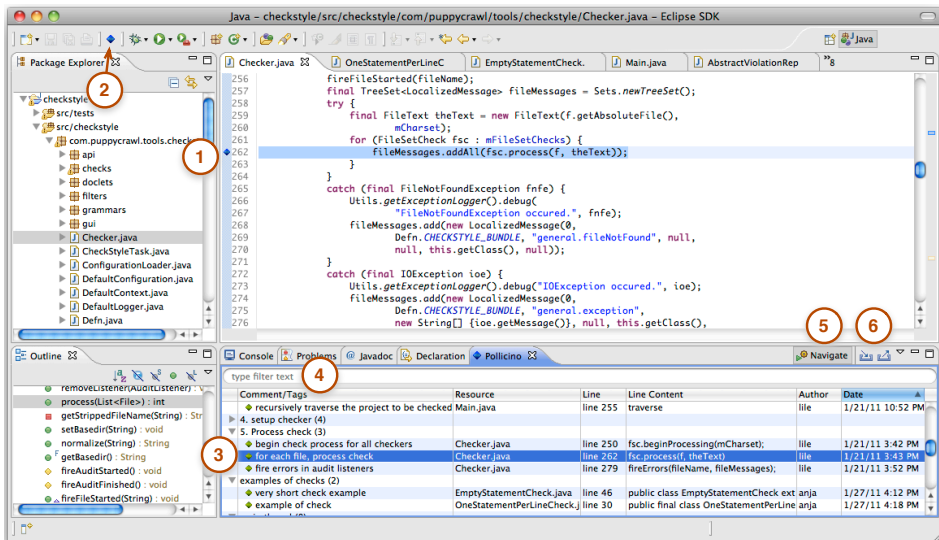 Java – checkstyle/src/checkstyle/com/puppycrawl/tools/checkstyle/Checker.java – Eclipse SDK
Java
Package Explorer
2
checkstyle
src/tests
src/checkstyle
com.puppycrawl.tools.checke
api
checks
doclets
filters
grammars
gui
Checker.java
CheckStyleTask.java
ConfigurationLoader.java
DefaultConfiguration.java
DefaultContext.java
DefaultLogger.java
Defn.java
Checker.java
OneStatementPerLineC
EmptyStatementCheck.
Main.java
AbstractViolationRep
»8
1
256 fireFileStarted(fileName);
257 final TreeSet<LocalizedMessage> fileMessages = Sets.newTreeSet();
258 try {
259 final FileText theText = new FileText(f.getAbsoluteFile(),
260 mCharset);
261 for (FileSetCheck fsc : mFileSetChecks) {
262 fileMessages.addAll(fsc.process(f, theText));
263 }
264 }
265 catch (final FileNotFoundException fnfe) {
266 Utils.getExceptionLogger().debug(
267 "FileNotFoundException occured.", fnfe);
268 fileMessages.add(new LocalizedMessage(0,
269 Defn.CHECKSTYLE_BUNDLE, "general.fileNotFound", null,
270 null, this.getClass(), null));
271 }
272 catch (final IOException ioe) {
273 Utils.getExceptionLogger().debug("IOException occured.", ioe);
274 fileMessages.add(new LocalizedMessage(0,
275 Defn.CHECKSTYLE_BUNDLE, "general.exception",
276 new String[] {ioe.getMessage()}, null, this.getClass(),
5
6
Outline
removeListener(AuditListener) : void
process(List<File>) : int
getStrippedFileName(String) : Str
setBasedir(String) : void
normalize(String) : String
getBasedir() : String
fireAuditStarted() : void
fireAuditFinished() : void
fireFileStarted(String) : void
Console
Problems
Javadoc
Declaration
Pollicino
Navigate
type filter text
4
3
Comment/Tags Resource Line Line Content Author Date
recursively traverse the project to be checked Main.java line 255 traverse lile 1/21/11 10:52 PM
4. setup checker (4)
5. Process check (3)
begin check process for all checkers Checker.java line 250 fsc.beginProcessing(mCharset); lile 1/21/11 3:42 PM
for each file, process check Checker.java line 262 fsc.process(f, theText) lile 1/21/11 3:43 PM
fire errors in audit listeners Checker.java line 279 fireErrors(fileName, fileMessages); lile 1/21/11 3:52 PM
examples of checks (2)
very short check example EmptyStatementCheck.java line 46 public class EmptyStatementCheck ext anja 1/27/11 4:12 PM
example of check OneStatementPerLineCheck.j line 30 public final class OneStatementPerLine anja 1/27/11 4:18 PM